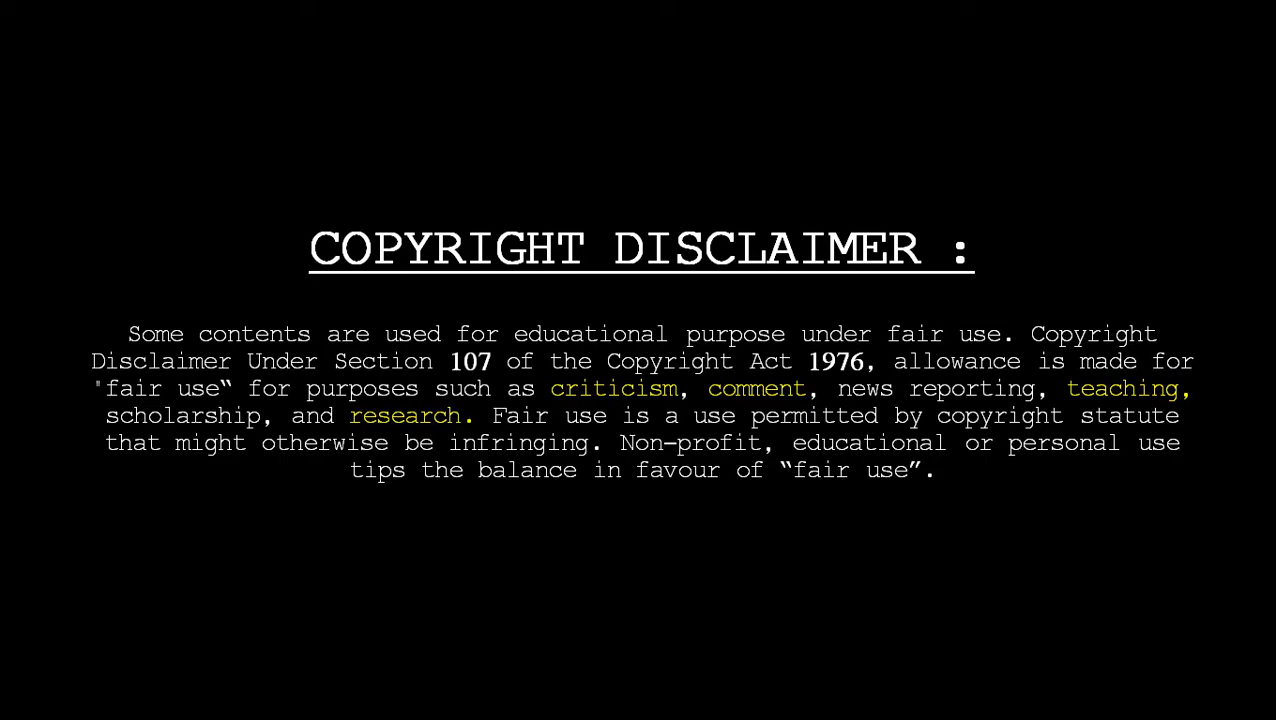 COPYRIGHT DISCLAIMER :
Some contents are used for educational purpose under fair use. Copyright
Disclaimer Under Section 107 of the Copyright Act 1976, allowance is made for
"fair use“ for purposes such as criticism, comment, news reporting, teaching,
scholarship, and research. Fair use is a use permitted by copyright statute
that might otherwise be infringing. Non-profit, educational or personal use
tips the balance in favour of “fair use”.